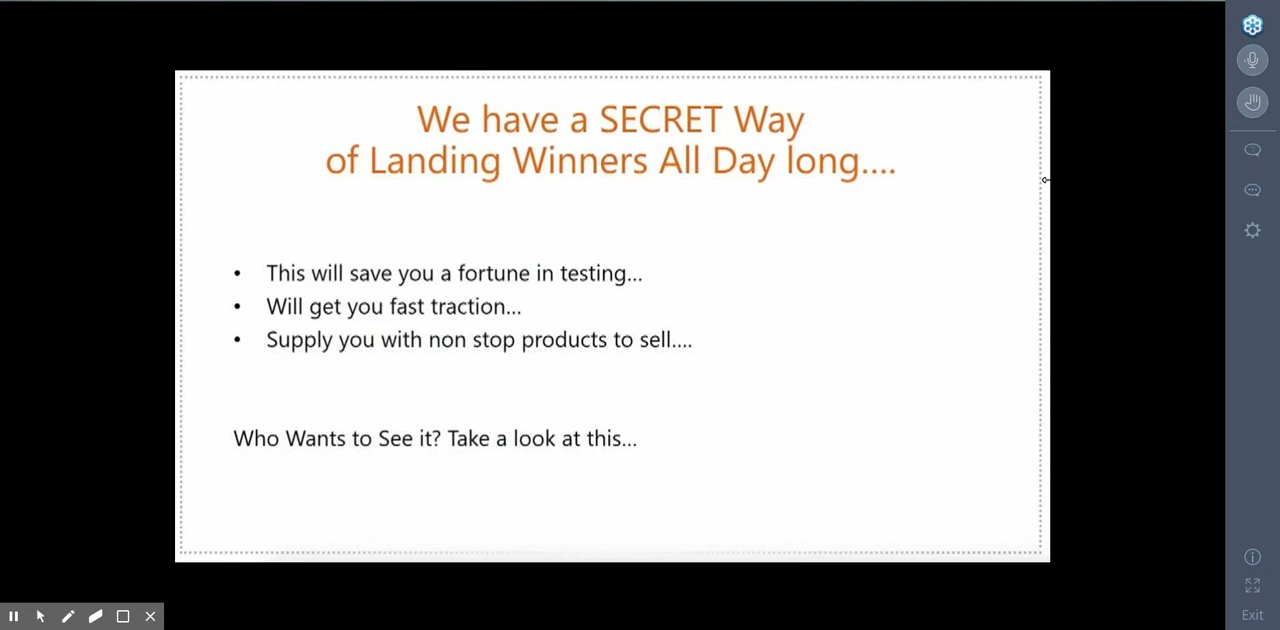 We have a SECRET Way
of Landing Winners All Day long....
• This will save you a fortune in testing...
• Will get you fast traction...
• Supply you with non stop products to sell....
Who Wants to See it? Take a look at this...
Exit